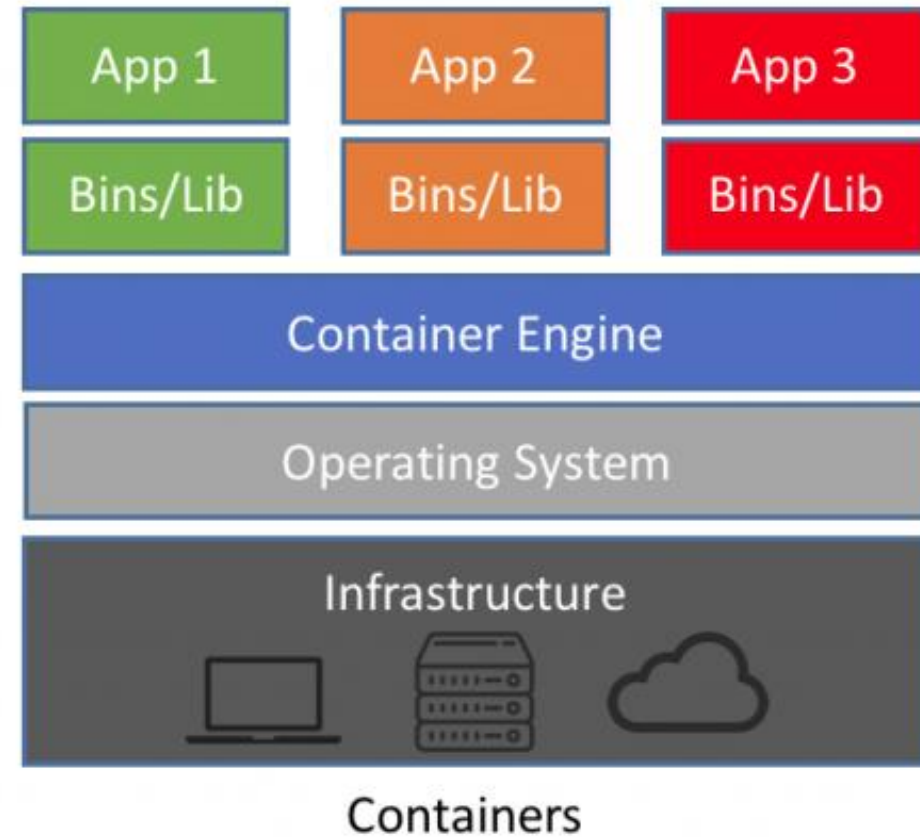 App 1
App 2
App 3
Bins/Lib
Bins/Lib
Bins/Lib
Container Engine
Operating System
Infrastructure
Containers